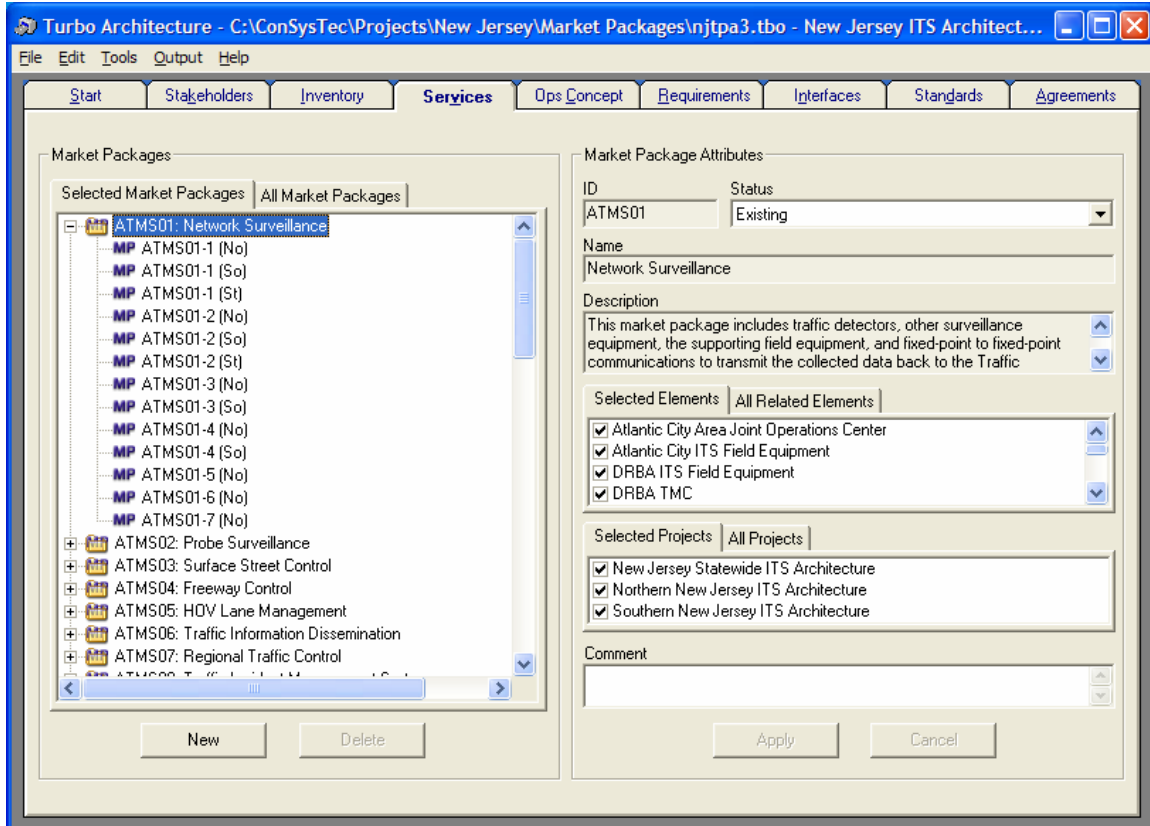 Turbo Architecture - C:\ConSysTec\Projects\New Jersey\Market Packages\njtpa3.tbo - New Jersey ITS Architect...
File Edit Tools Output Help
Start Stakeholders Inventory Services Ops Concept Requirements Interfaces Standards Agreements
Market Packages
Selected Market Packages All Market Packages
ATMS01: Network Surveillance
MP ATMS01-1 (No)
MP ATMS01-1 (So)
MP ATMS01-1 (St)
MP ATMS01-2 (No)
MP ATMS01-2 (So)
MP ATMS01-2 (St)
MP ATMS01-3 (No)
MP ATMS01-3 (So)
MP ATMS01-4 (No)
MP ATMS01-4 (So)
MP ATMS01-5 (No)
MP ATMS01-6 (No)
MP ATMS01-7 (No)
ATMS02: Probe Surveillance
ATMS03: Surface Street Control
ATMS04: Freeway Control
ATMS05: HOV Lane Management
ATMS06: Traffic Information Dissemination
ATMS07: Regional Traffic Control
New Delete
Market Package Attributes
ID Status
ATMS01 Existing
Name
Network Surveillance
Description
This market package includes traffic detectors, other surveillance
equipment, the supporting field equipment, and fixed-point to fixed-point
communications to transmit the collected data back to the Traffic
Selected Elements All Related Elements
Atlantic City Area Joint Operations Center
Atlantic City ITS Field Equipment
DRBA ITS Field Equipment
DRBA TMC
Selected Projects All Projects
New Jersey Statewide ITS Architecture
Northern New Jersey ITS Architecture
Southern New Jersey ITS Architecture
Comment
Apply Cancel